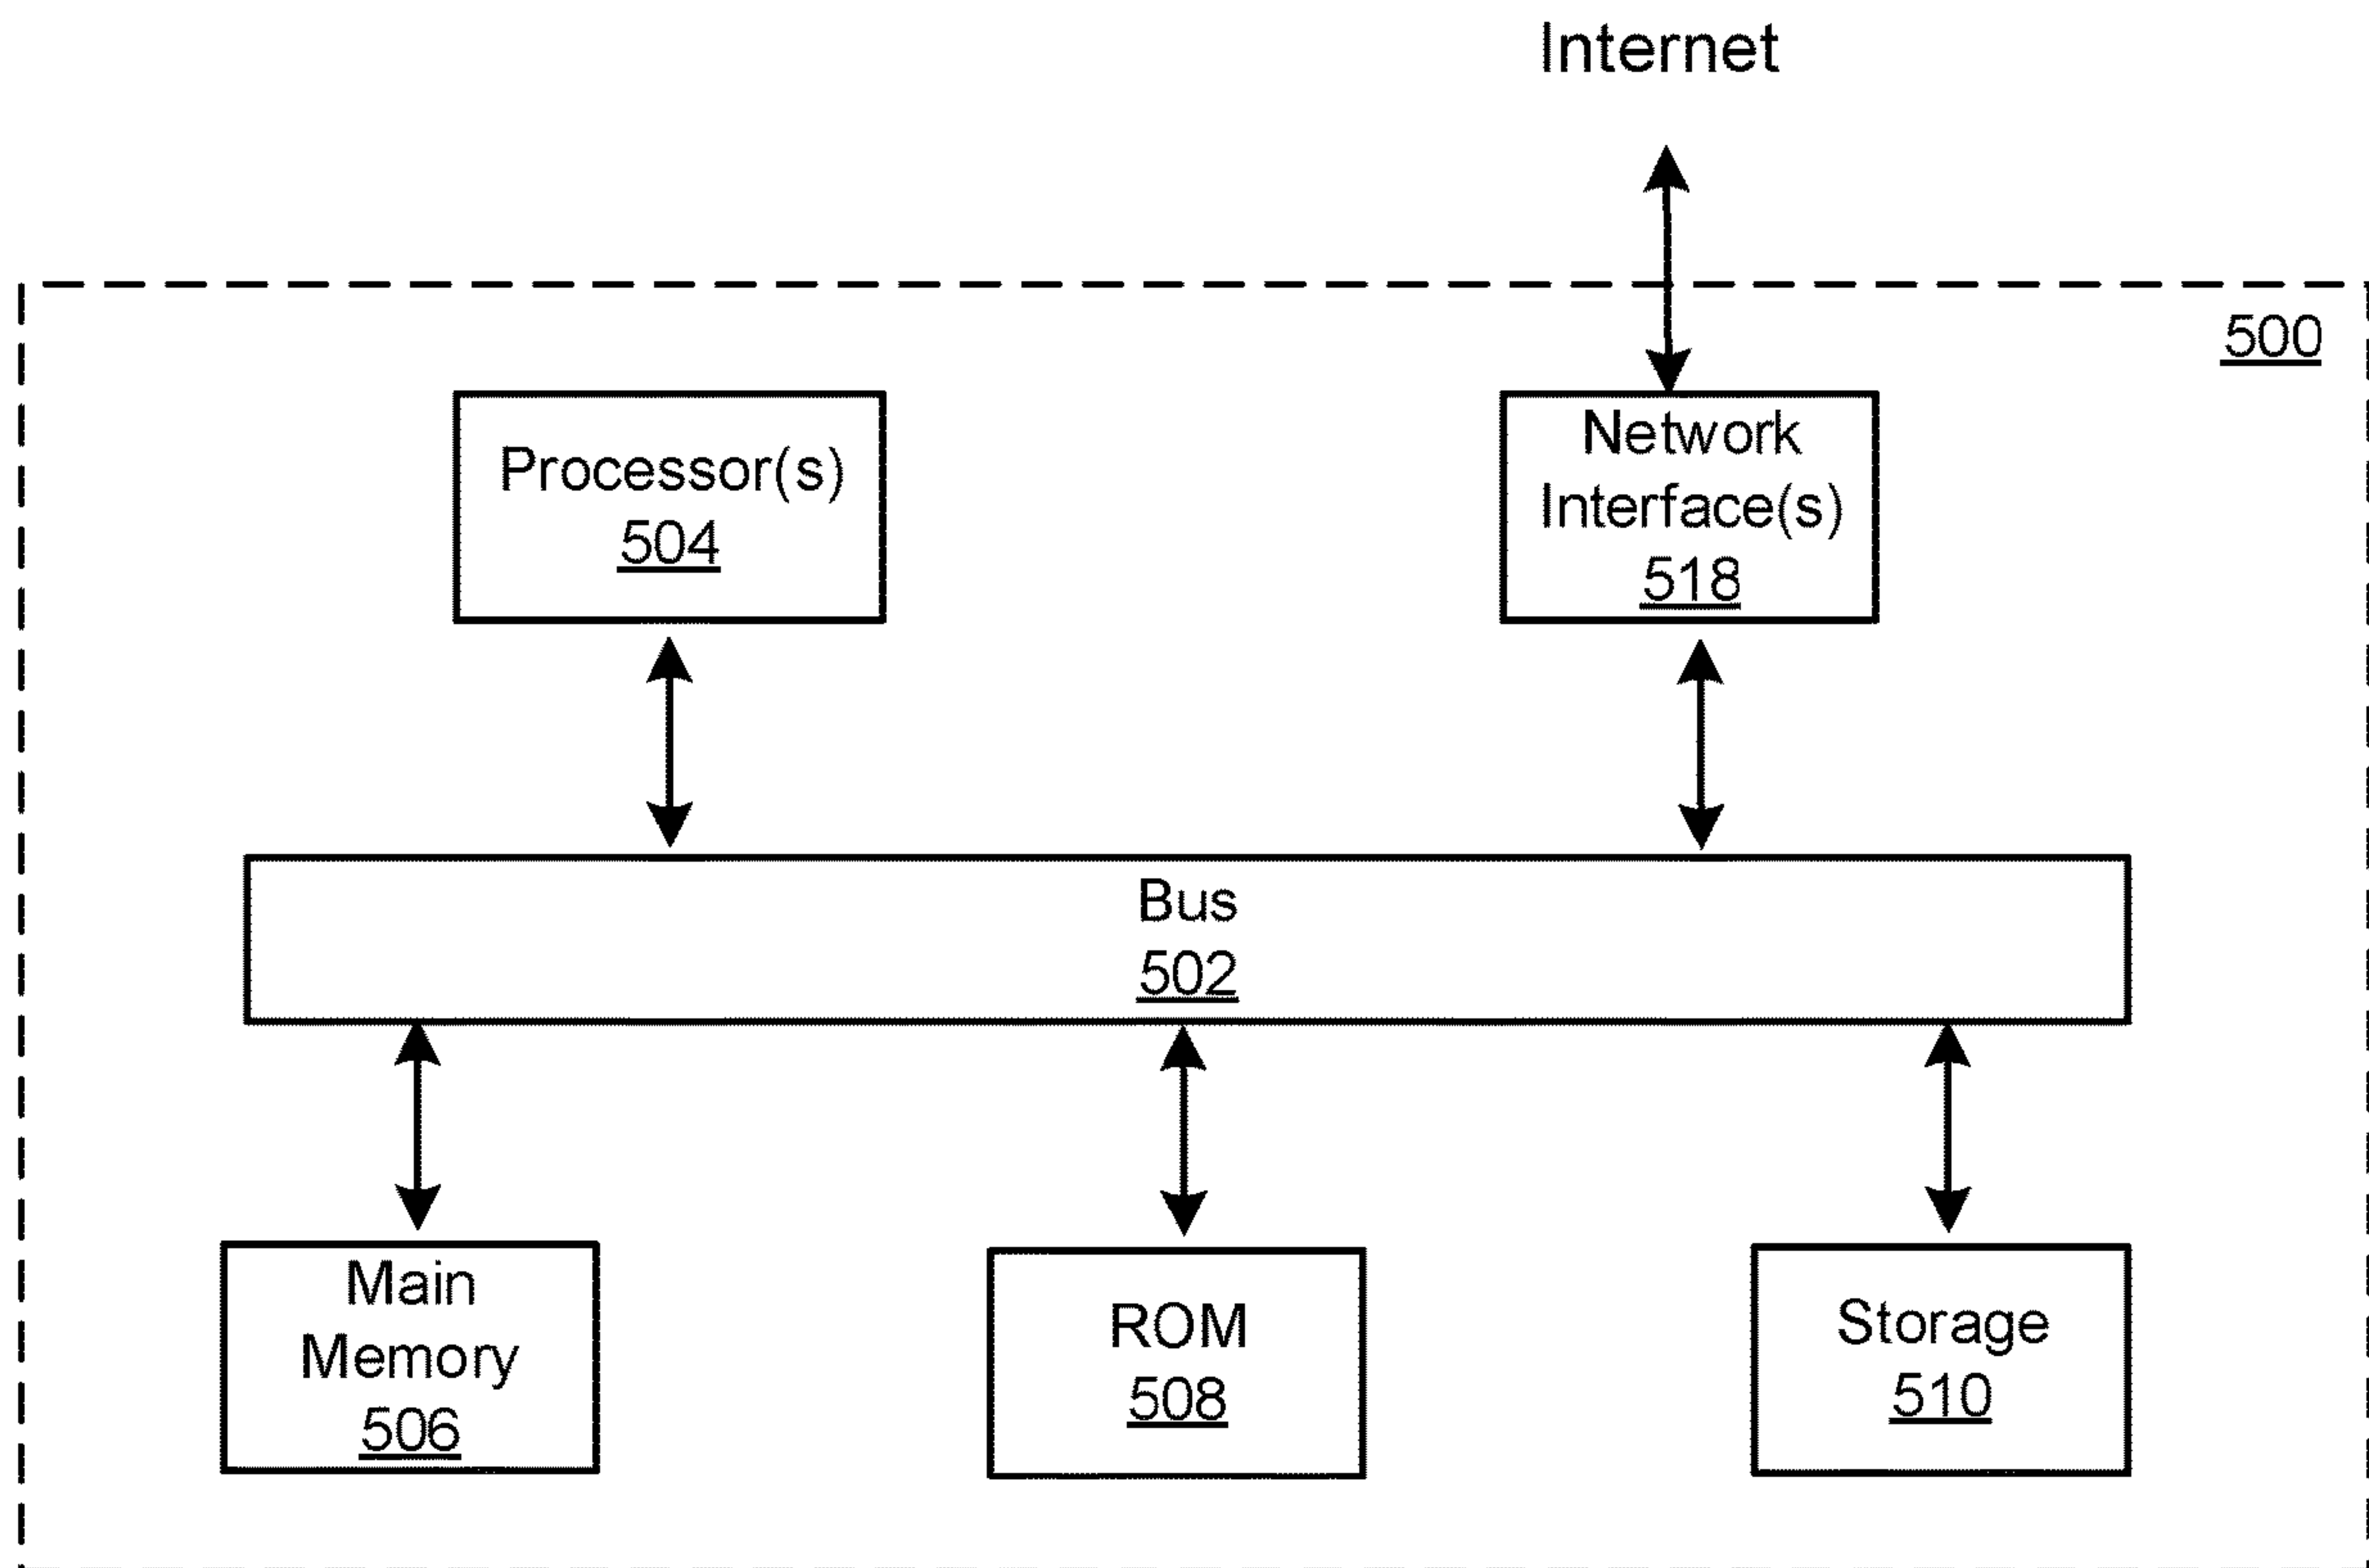 Internet
500
Processor(s)
504
Network
Interface(s)
518
Bus
502
Main
Memory
506
ROM
508
Storage
510